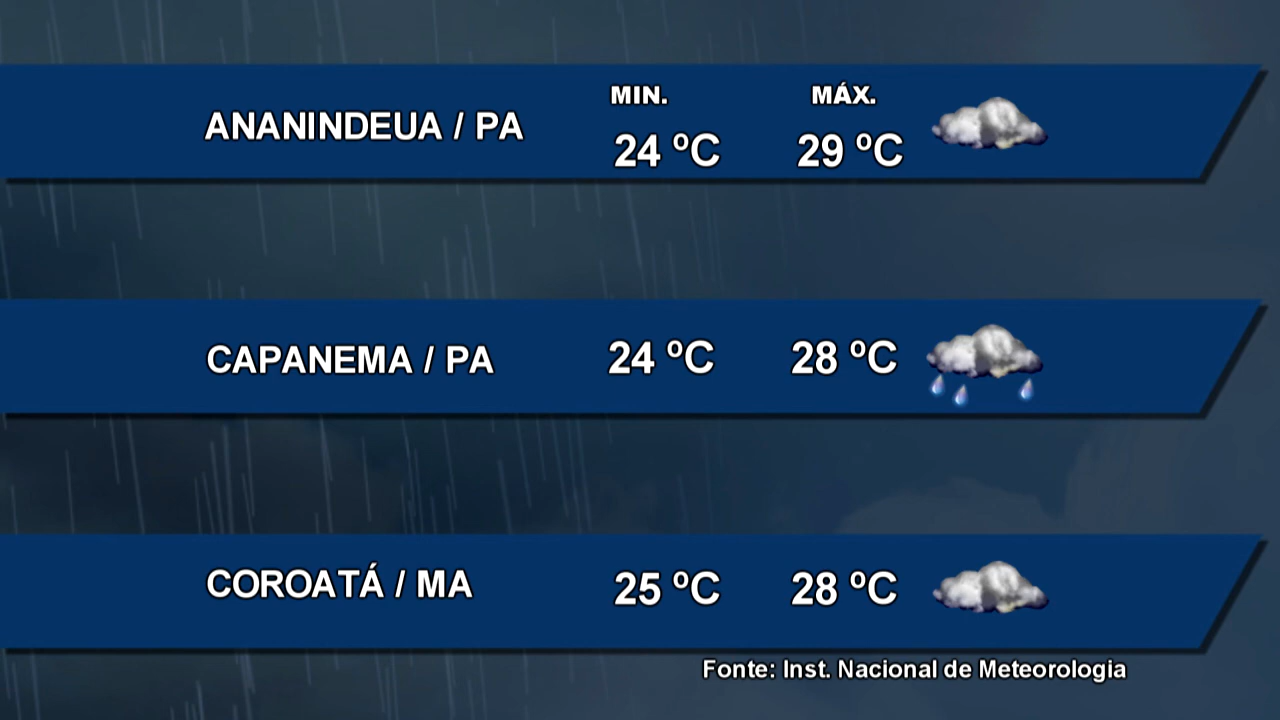 MIN. MÁX.
ANANINDEUA / PA 24 ºC 29 ºC
CAPANEMA / PA 24 ºC 28 ºC
COROATÁ / MA 25 ºC 28 ºC
Fonte: Inst. Nacional de Meteorologia